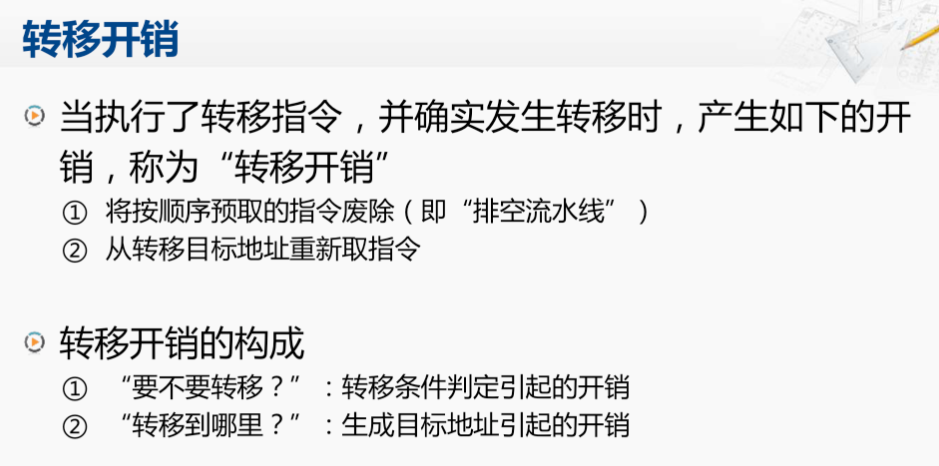 转移开销
当执行了转移指令，并确实发生转移时，产生如下的开
销，称为“转移开销”
① 将按顺序预取的指令废除（即“排空流水线”）
② 从转移目标地址重新取指令
转移开销的构成
① “要不要转移？”：转移条件判定引起的开销
② “转移到哪里？”：生成目标地址引起的开销